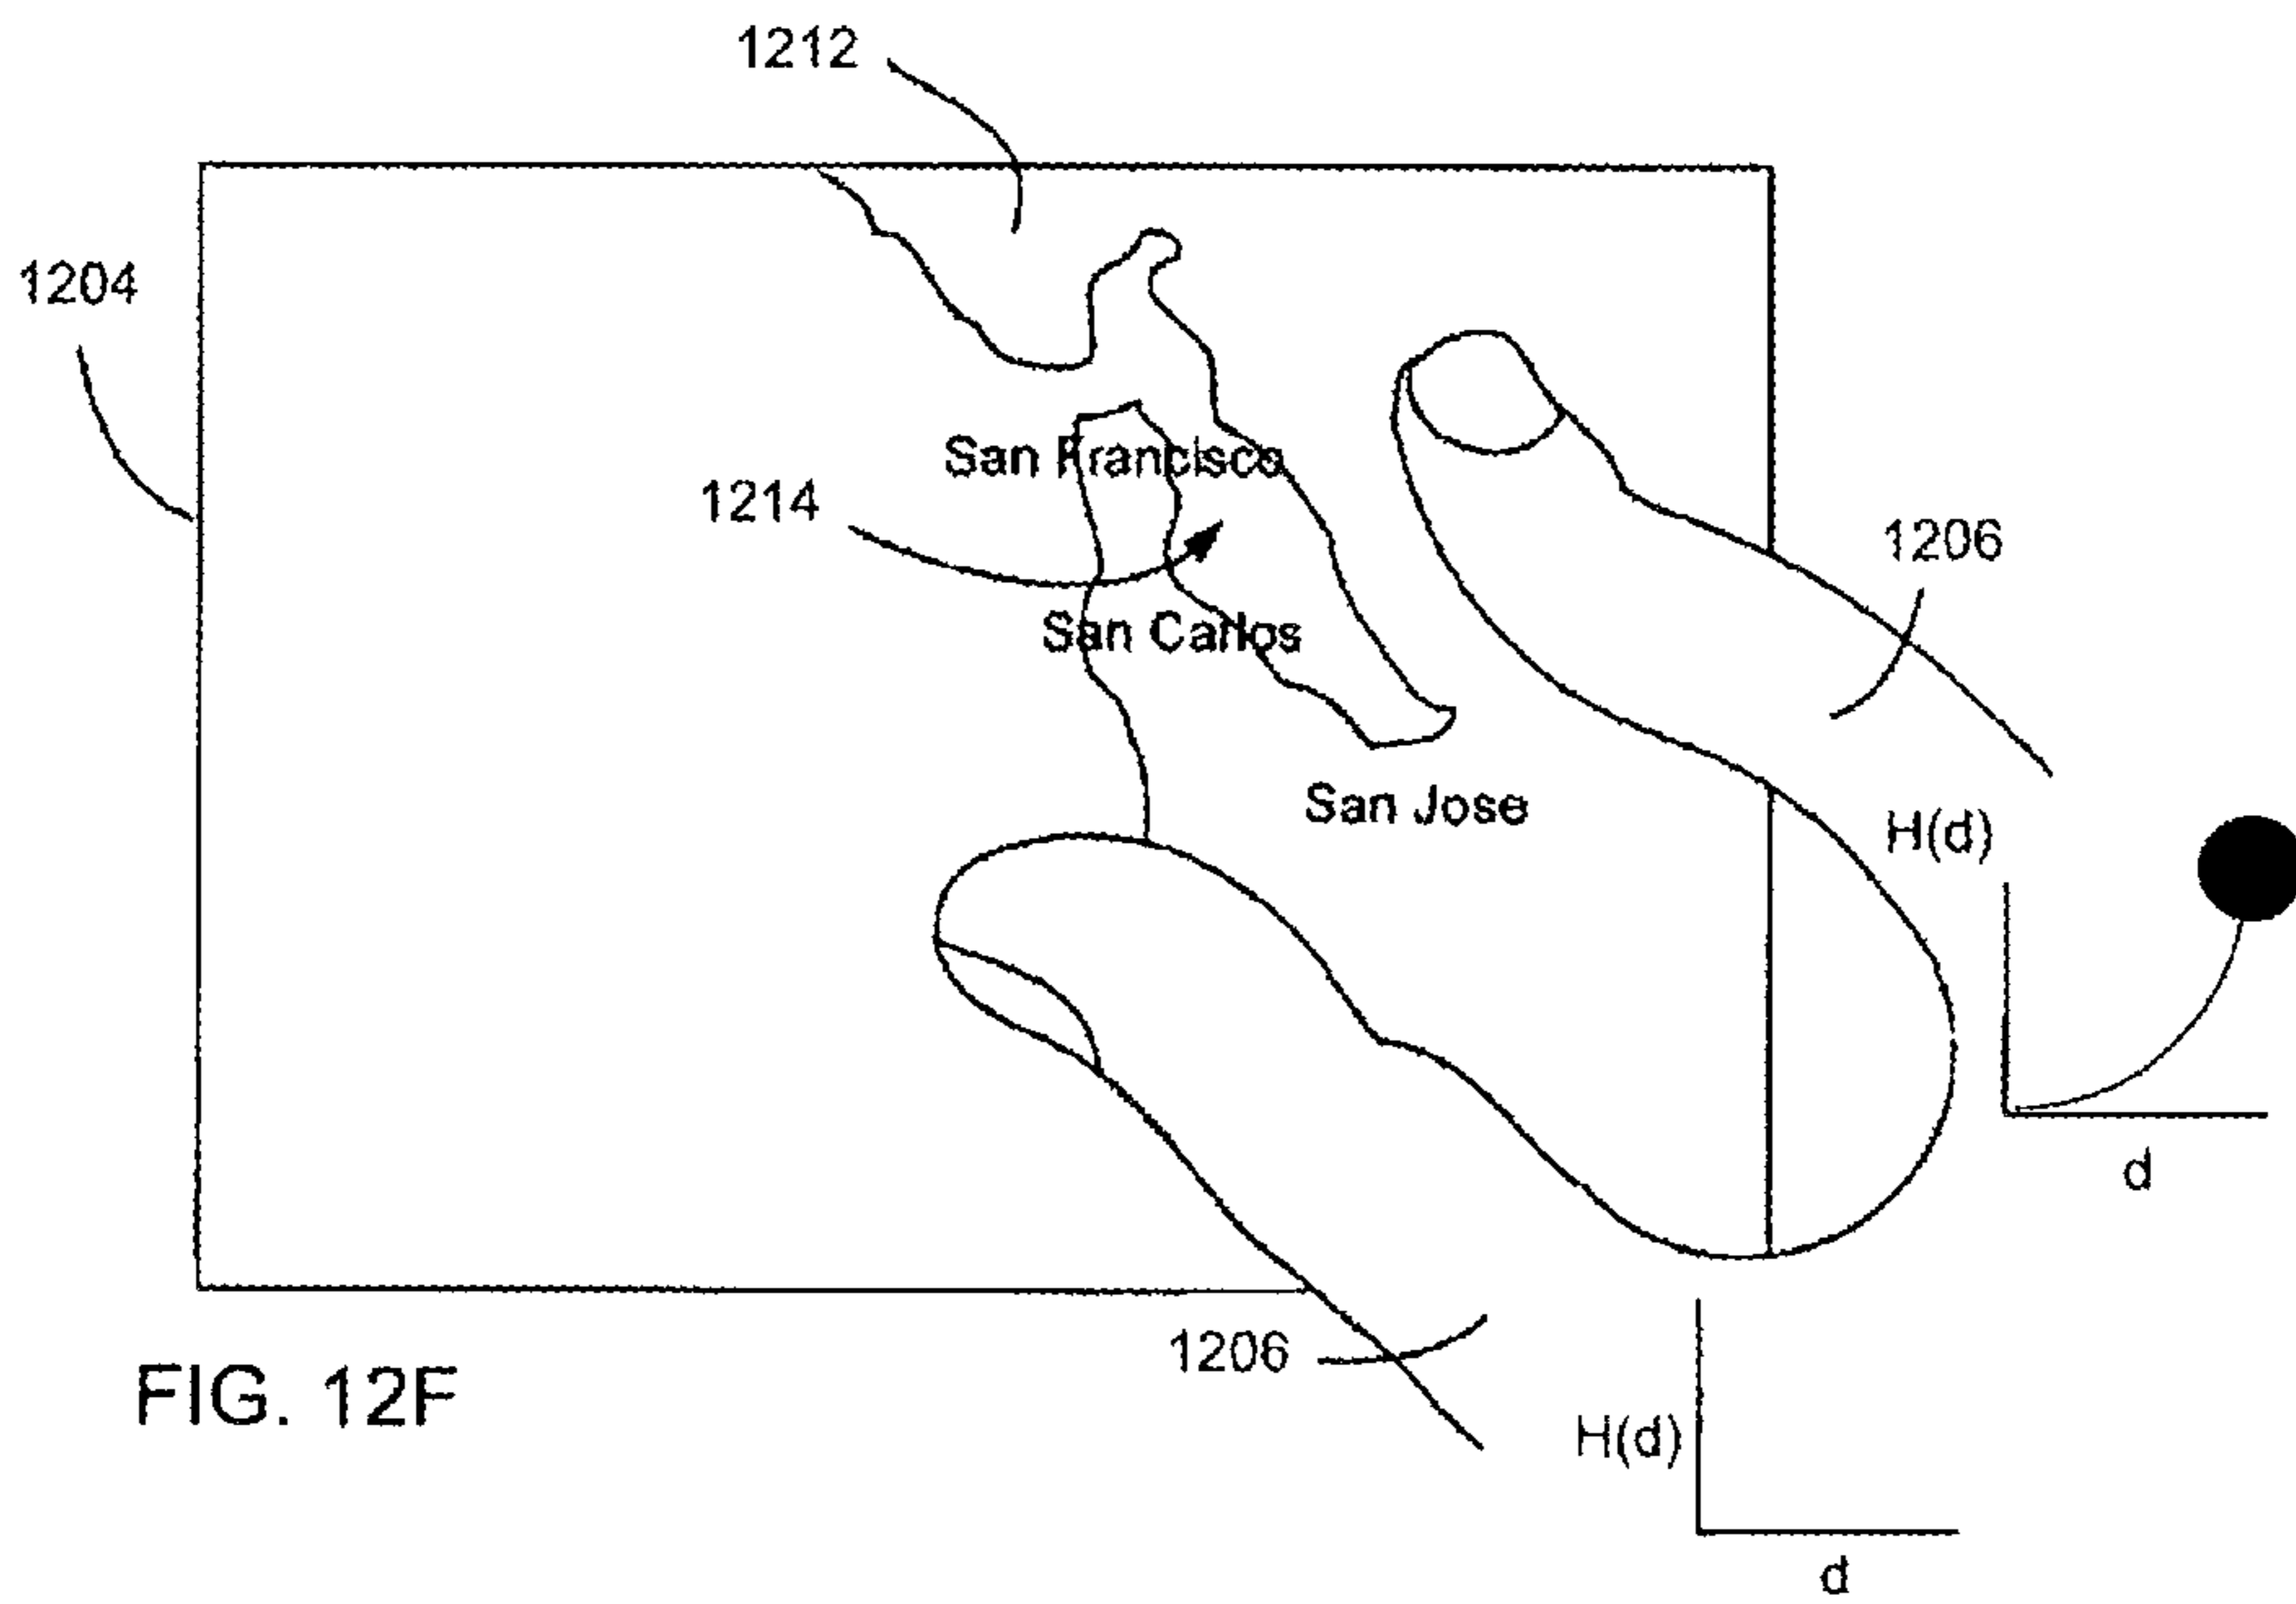 1212
1204
San Francisco
1214
1206
San Carlos
San Jose
H(d)
d
1206
FIG. 12F
H(d)
d